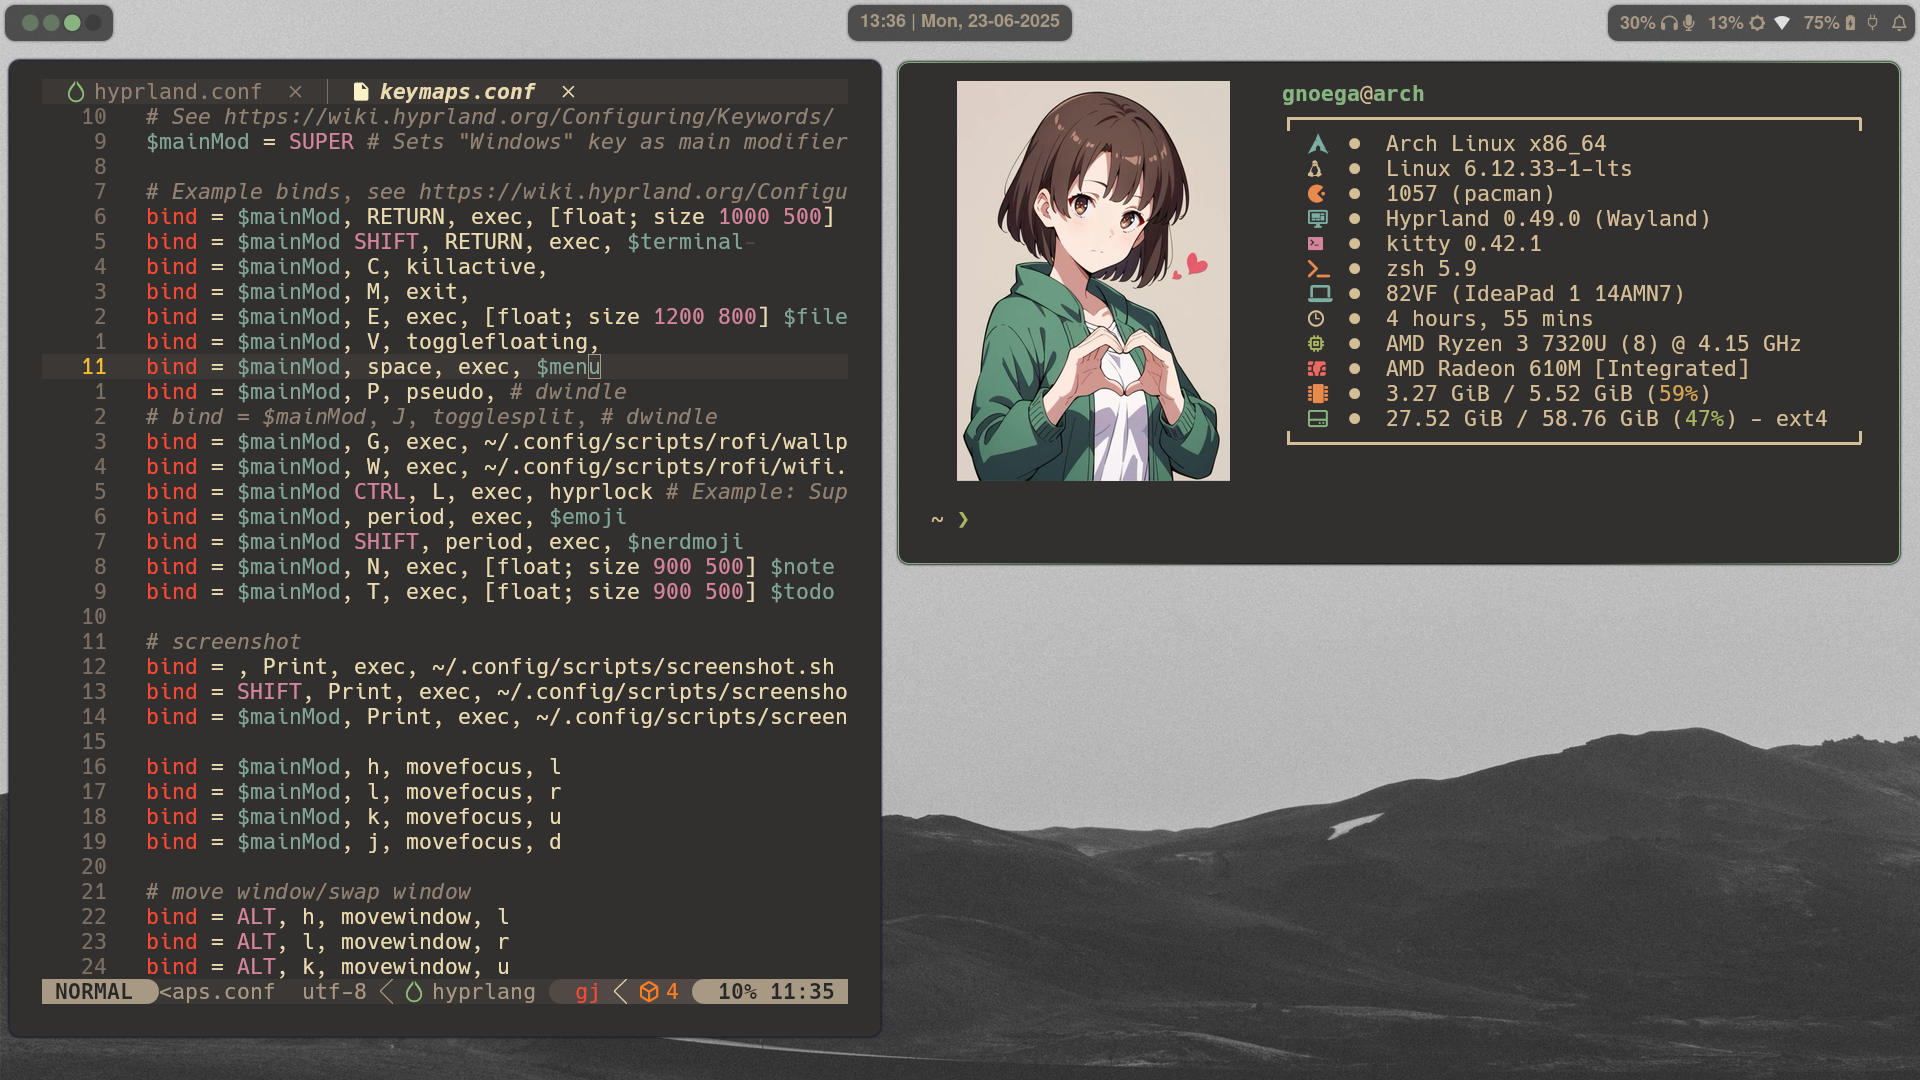 13:36 | Mon, 23-06-2025
30% 13% 75%
hyprland.conf × keymaps.conf ×
10 # See https://wiki.hyprland.org/Configuring/Keywords/
9 $mainMod = SUPER # Sets "Windows" key as main modifier
8
7 # Example binds, see https://wiki.hyprland.org/Configu
6 bind = $mainMod, RETURN, exec, [float; size 1000 500]
5 bind = $mainMod SHIFT, RETURN, exec, $terminal-
4 bind = $mainMod, C, killactive,
3 bind = $mainMod, M, exit,
2 bind = $mainMod, E, exec, [float; size 1200 800] $file
1 bind = $mainMod, V, togglefloating,
11 bind = $mainMod, space, exec, $menu
1 bind = $mainMod, P, pseudo, # dwindle
2 # bind = $mainMod, J, togglesplit, # dwindle
3 bind = $mainMod, G, exec, ~/.config/scripts/rofi/wallp
4 bind = $mainMod, W, exec, ~/.config/scripts/rofi/wifi.
5 bind = $mainMod CTRL, L, exec, hyprlock # Example: Sup
6 bind = $mainMod, period, exec, $emoji
7 bind = $mainMod SHIFT, period, exec, $nerdmoji
8 bind = $mainMod, N, exec, [float; size 900 500] $note
9 bind = $mainMod, T, exec, [float; size 900 500] $todo
10
11 # screenshot
12 bind = , Print, exec, ~/.config/scripts/screenshot.sh
13 bind = SHIFT, Print, exec, ~/.config/scripts/screensho
14 bind = $mainMod, Print, exec, ~/.config/scripts/screen
15
16 bind = $mainMod, h, movefocus, l
17 bind = $mainMod, l, movefocus, r
18 bind = $mainMod, k, movefocus, u
19 bind = $mainMod, j, movefocus, d
20
21 # move window/swap window
22 bind = ALT, h, movewindow, l
23 bind = ALT, l, movewindow, r
24 bind = ALT, k, movewindow, u
NORMAL <aps.conf utf-8 hyprlang gj 4 10% 11:35
gnoega@arch
● Arch Linux x86_64
● Linux 6.12.33-1-lts
● 1057 (pacman)
● Hyprland 0.49.0 (Wayland)
● kitty 0.42.1
● zsh 5.9
● 82VF (IdeaPad 1 14AMN7)
● 4 hours, 55 mins
● AMD Ryzen 3 7320U (8) @ 4.15 GHz
● AMD Radeon 610M [Integrated]
● 3.27 GiB / 5.52 GiB (59%)
● 27.52 GiB / 58.76 GiB (47%) - ext4
~ ❯